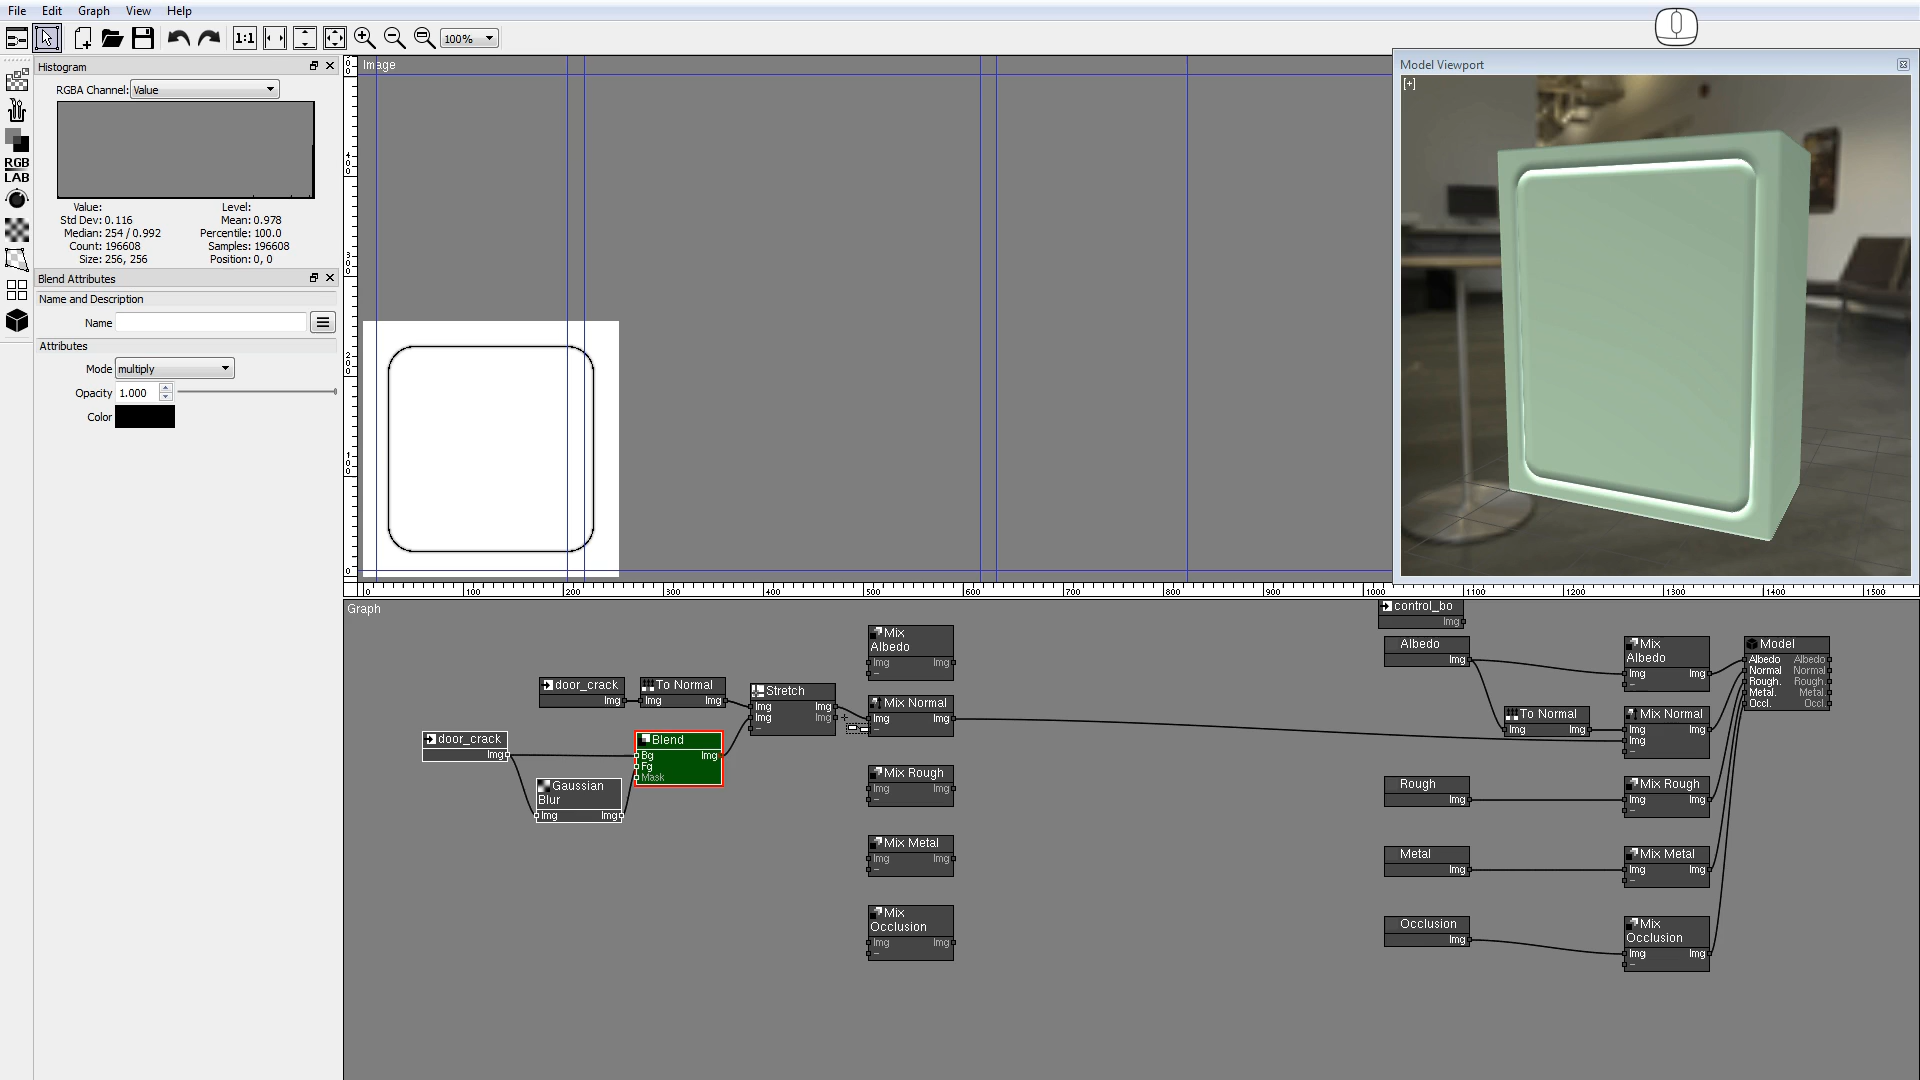 File Edit Graph View Help
1:1
100%
Histogram
RGBA Channel: Value
Value: Level:
Std Dev: 0.116 Mean: 0.978
Median: 254 / 0.992 Percentile: 100.0
Count: 196608 Samples: 196608
Size: 256, 256 Position: 0, 0
RGB
LAB
Blend Attributes
Name and Description
Name
Attributes
Mode multiply
Opacity 1.000
Color
Image
400
300
200
100
0
0 100 200 300 400 500 600 700 800 900 1000 1100 1200 1300 1400 1500
Model Viewport
[+]
Graph
door_crack
Img
door_crack
Img
To Normal
Img Img
Gaussian
Blur
Img Img
Blend
Bg Img
Fg
Mask
Stretch
Img Img
Img Img
Mix
Albedo
Img Img
Mix Normal
Img Img
Mix Rough
Img Img
Mix Metal
Img Img
Mix
Occlusion
Img Img
control_bo
Img
Albedo
Img
To Normal
Img Img
Rough
Img
Metal
Img
Occlusion
Img
Mix
Albedo
Img Img
Mix Normal
Img Img
Img
Mix Rough
Img Img
Mix Metal
Img Img
Mix
Occlusion
Img Img
Model
Albedo Albedo
Normal Normal
Rough. Rough.
Metal. Metal.
Occl. Occl.